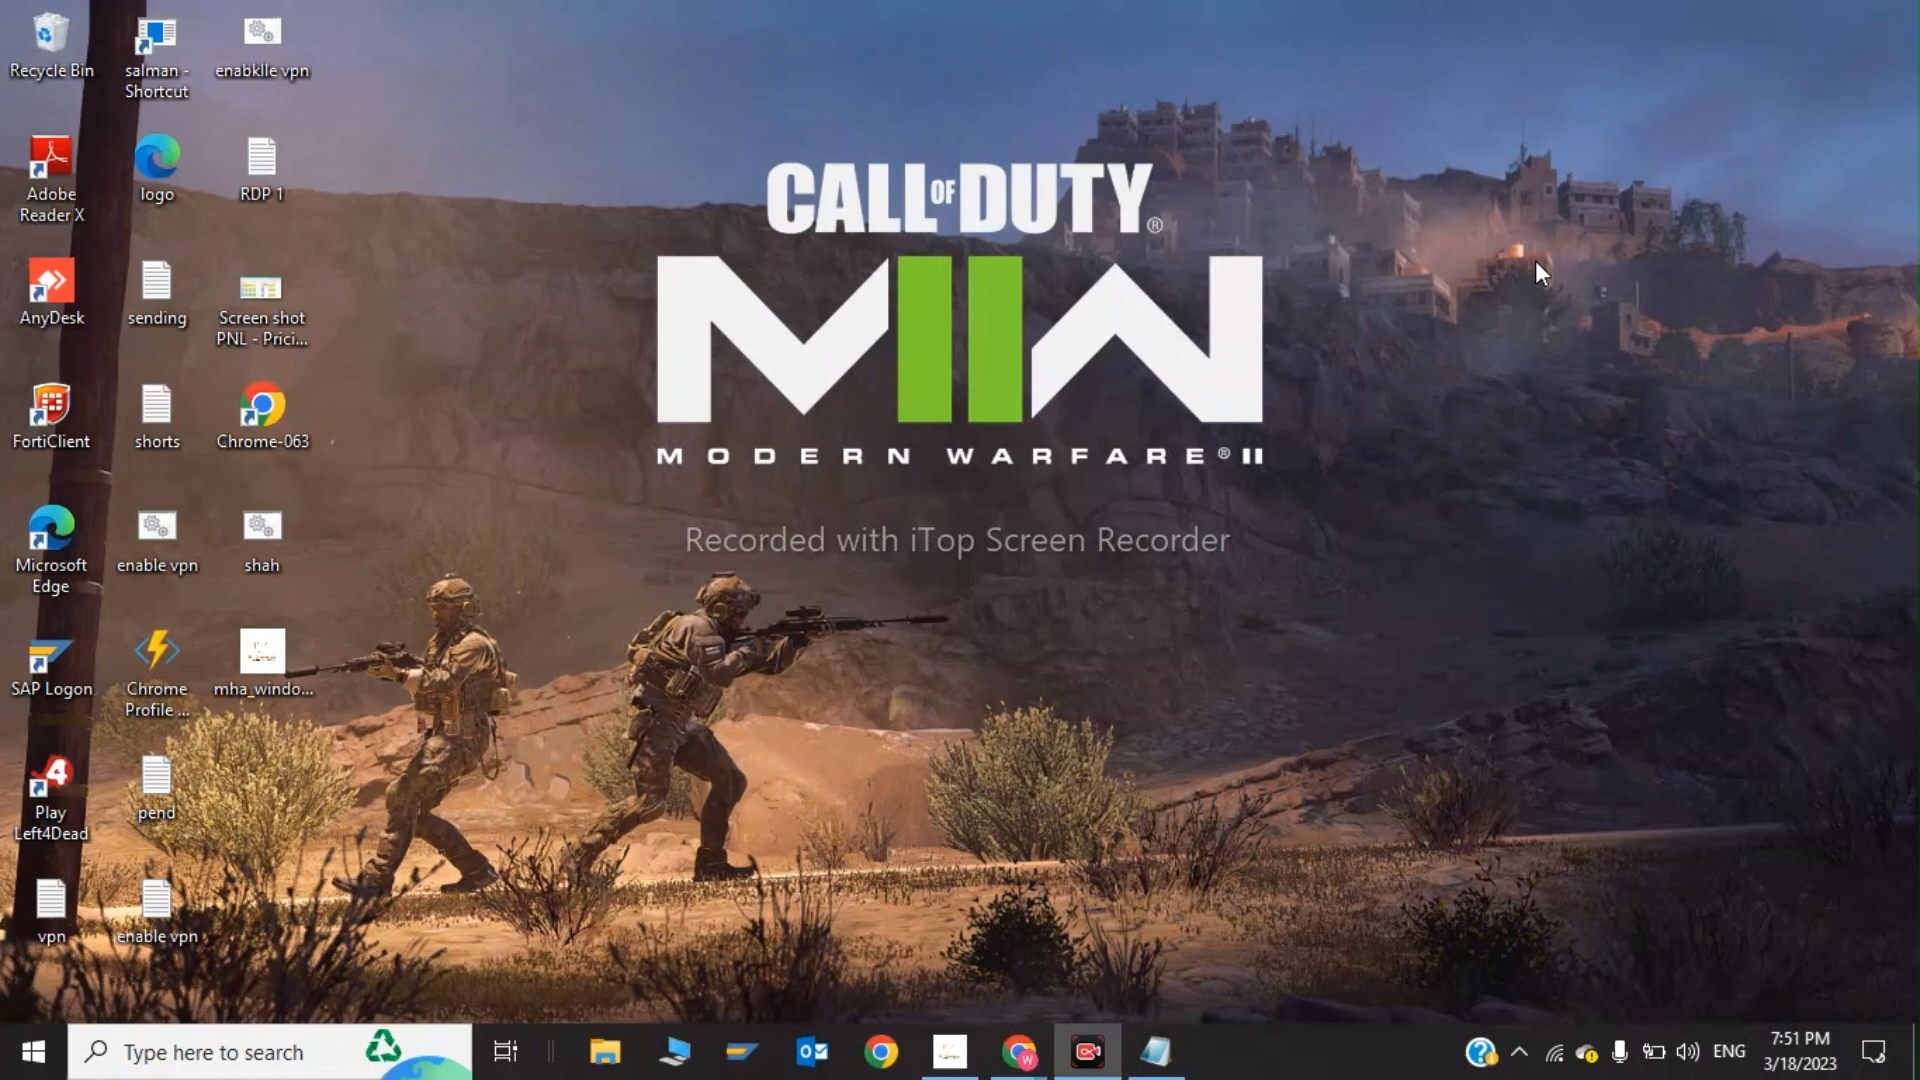 Recycle Bin
salman -
Shortcut
enabklle vpn
Adobe
Reader X
logo
RDP 1
AnyDesk
sending
Screen shot
PNL - Prici...
FortiClient
shorts
Chrome-063
Microsoft
Edge
enable vpn
shah
SAP Logon
Chrome
Profile ...
mha_windo...
4
Play
Left4Dead
pend
vpn
enable vpn
CALL OF DUTY®
MIIW
MODERN WARFARE® II
Recorded with iTop Screen Recorder
Type here to search
W
ENG
7:51 PM
3/18/2023